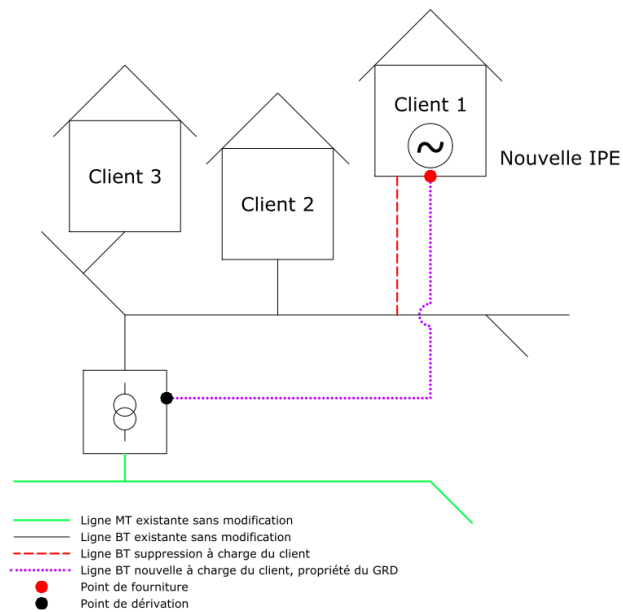 Client 1
Nouvelle IPE
Client 3
Client 2
Ligne MT existante sans modification
Ligne BT existante sans modification
Ligne BT suppression à charge du client
Ligne BT nouvelle à charge du client, propriété du GRD
Point de fourniture
Point de dérivation